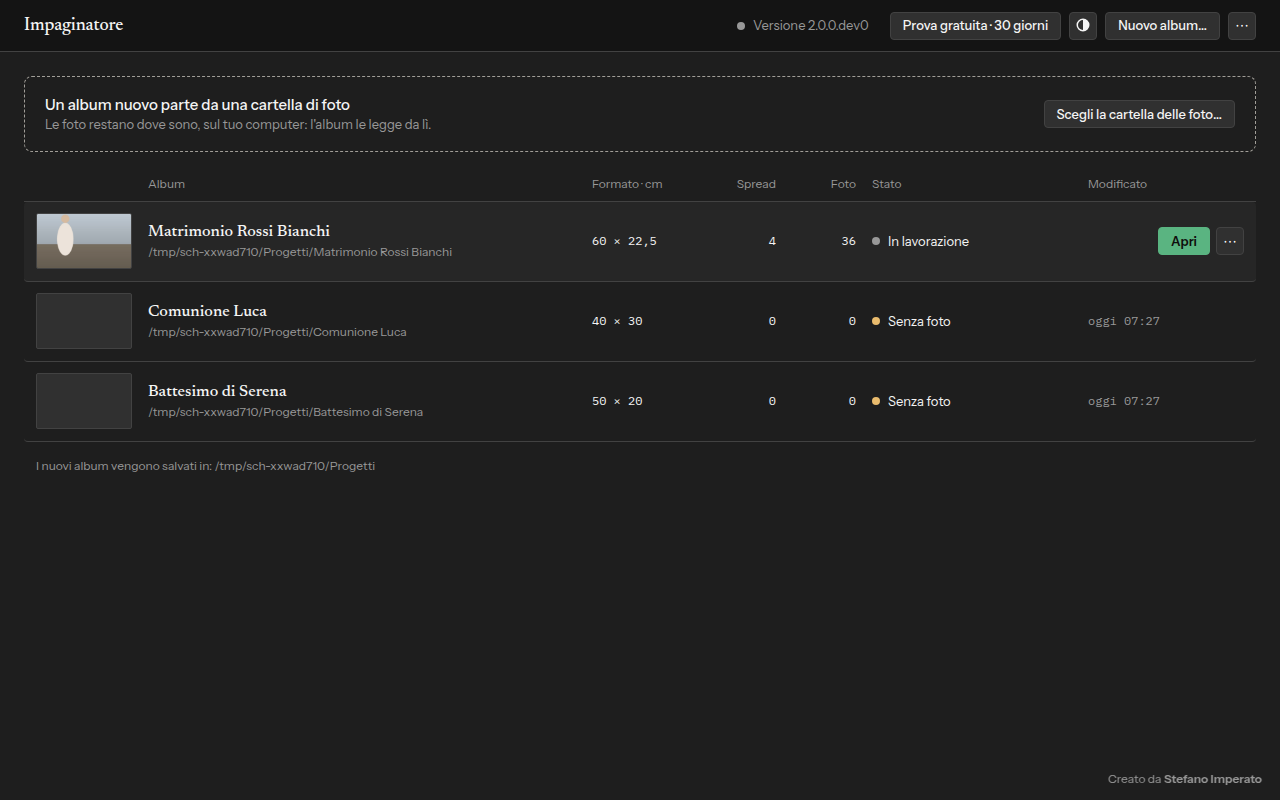 Impaginatore
Versione 2.0.0.dev0
Prova gratuita · 30 giorni
Nuovo album…
⋯
Un album nuovo parte da una cartella di foto
Le foto restano dove sono, sul tuo computer: l'album le legge da lì.
Scegli la cartella delle foto…
Album Formato · cm Spread Foto Stato Modificato
Matrimonio Rossi Bianchi
/tmp/sch-xxwad710/Progetti/Matrimonio Rossi Bianchi
60 × 22,5 4 36 In lavorazione Apri ⋯
Comunione Luca
/tmp/sch-xxwad710/Progetti/Comunione Luca
40 × 30 0 0 Senza foto oggi 07:27
Battesimo di Serena
/tmp/sch-xxwad710/Progetti/Battesimo di Serena
50 × 20 0 0 Senza foto oggi 07:27
I nuovi album vengono salvati in: /tmp/sch-xxwad710/Progetti
Creato da Stefano Imperato